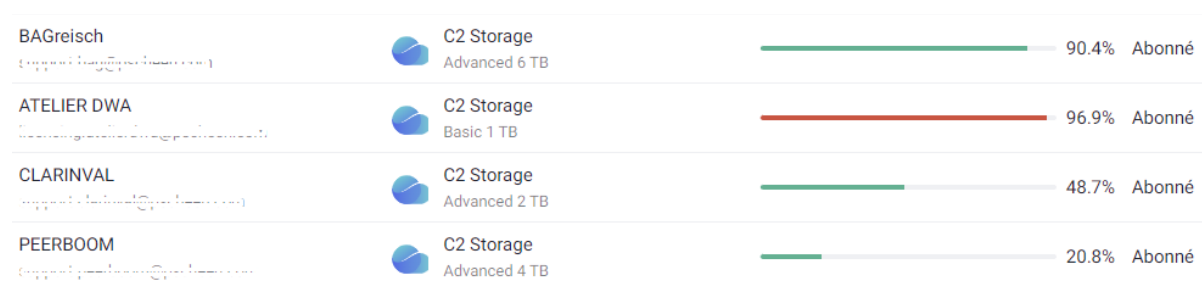 BAGreisch
C2 Storage
Advanced 6 TB
90.4% Abonné
ATELIER DWA
C2 Storage
Basic 1 TB
96.9% Abonné
CLARINVAL
C2 Storage
Advanced 2 TB
48.7% Abonné
PEERBOOM
C2 Storage
Advanced 4 TB
20.8% Abonné